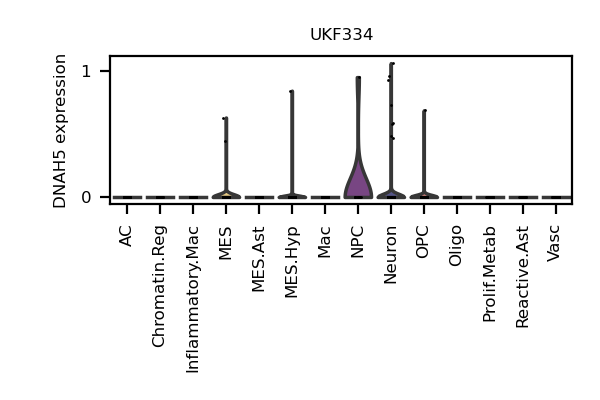 UKF334
DNAH5 expression
1
0
AC
Chromatin.Reg
Inflammatory.Mac
MES
MES.Ast
MES.Hyp
Mac
NPC
Neuron
OPC
Oligo
Prolif.Metab
Reactive.Ast
Vasc